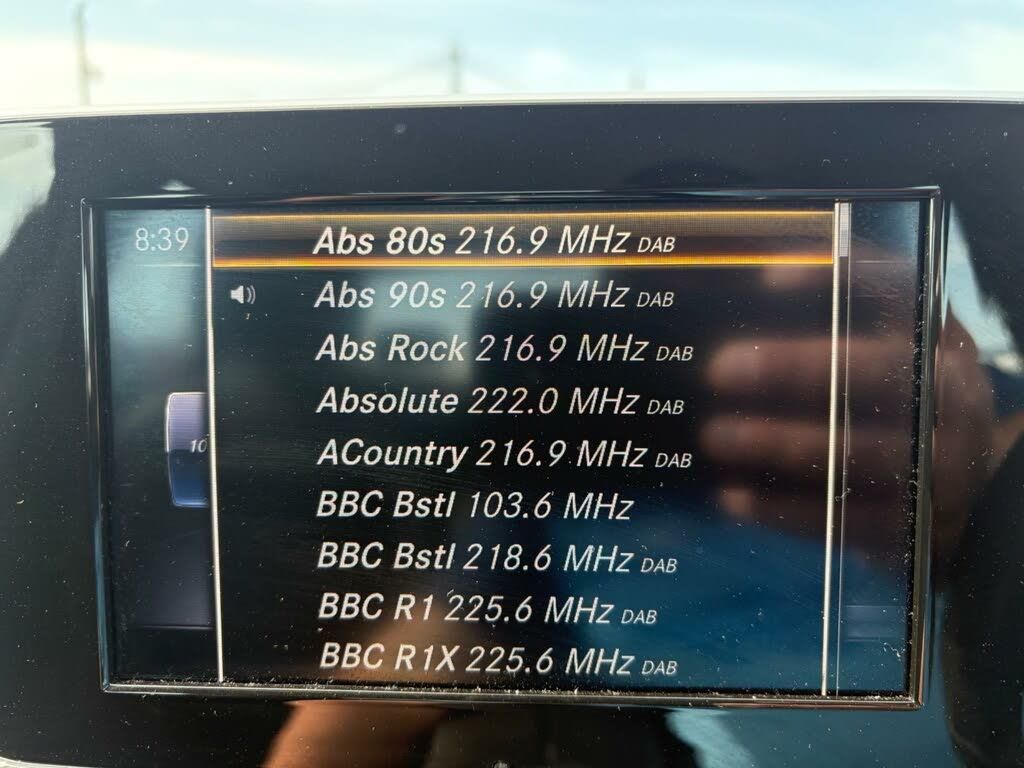 8:39
Abs 80s 216.9 MHz DAB
Abs 90s 216.9 MHz DAB
Abs Rock 216.9 MHz DAB
Absolute 222.0 MHz DAB
ACountry 216.9 MHz DAB
10
BBC Bstl 103.6 MHz
BBC Bstl 218.6 MHz DAB
BBC R1 225.6 MHz DAB
BBC R1X 225.6 MHz DAB